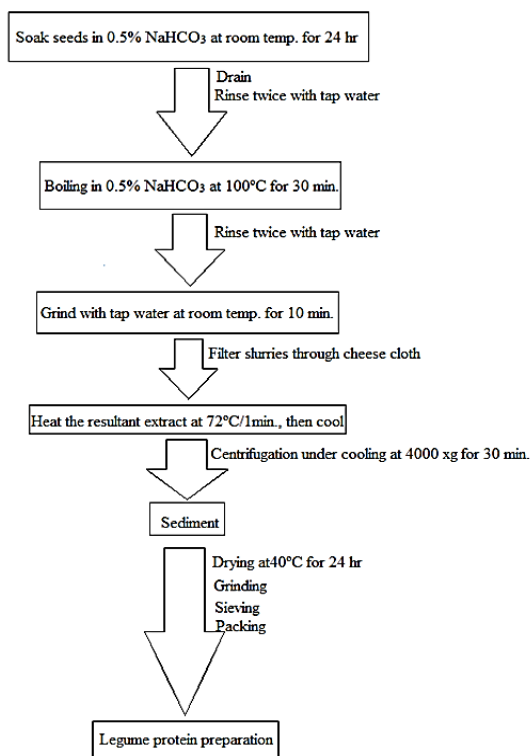 Soak seeds in 0.5% NaHCO₃ at room temp. for 24 hr
Drain
Rinse twice with tap water
Boiling in 0.5% NaHCO₃ at 100°C for 30 min.
Rinse twice with tap water
Grind with tap water at room temp. for 10 min.
Filter slurries through cheese cloth
Heat the resultant extract at 72°C/1min., then cool
Centrifugation under cooling at 4000 xg for 30 min.
Sediment
Drying at40°C for 24 hr
Grinding
Sieving
Packing
Legume protein preparation